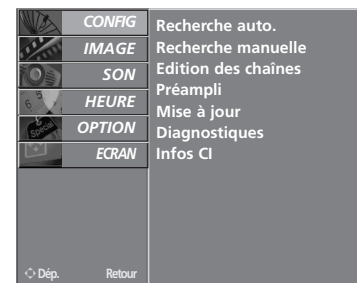 CONFIG
IMAGE
SON
HEURE
OPTION
ECRAN
Recherche auto.
Recherche manuelle
Edition des chaînes
Préampli
Mise à jour
Diagnostiques
Infos CI
Dép. Retour